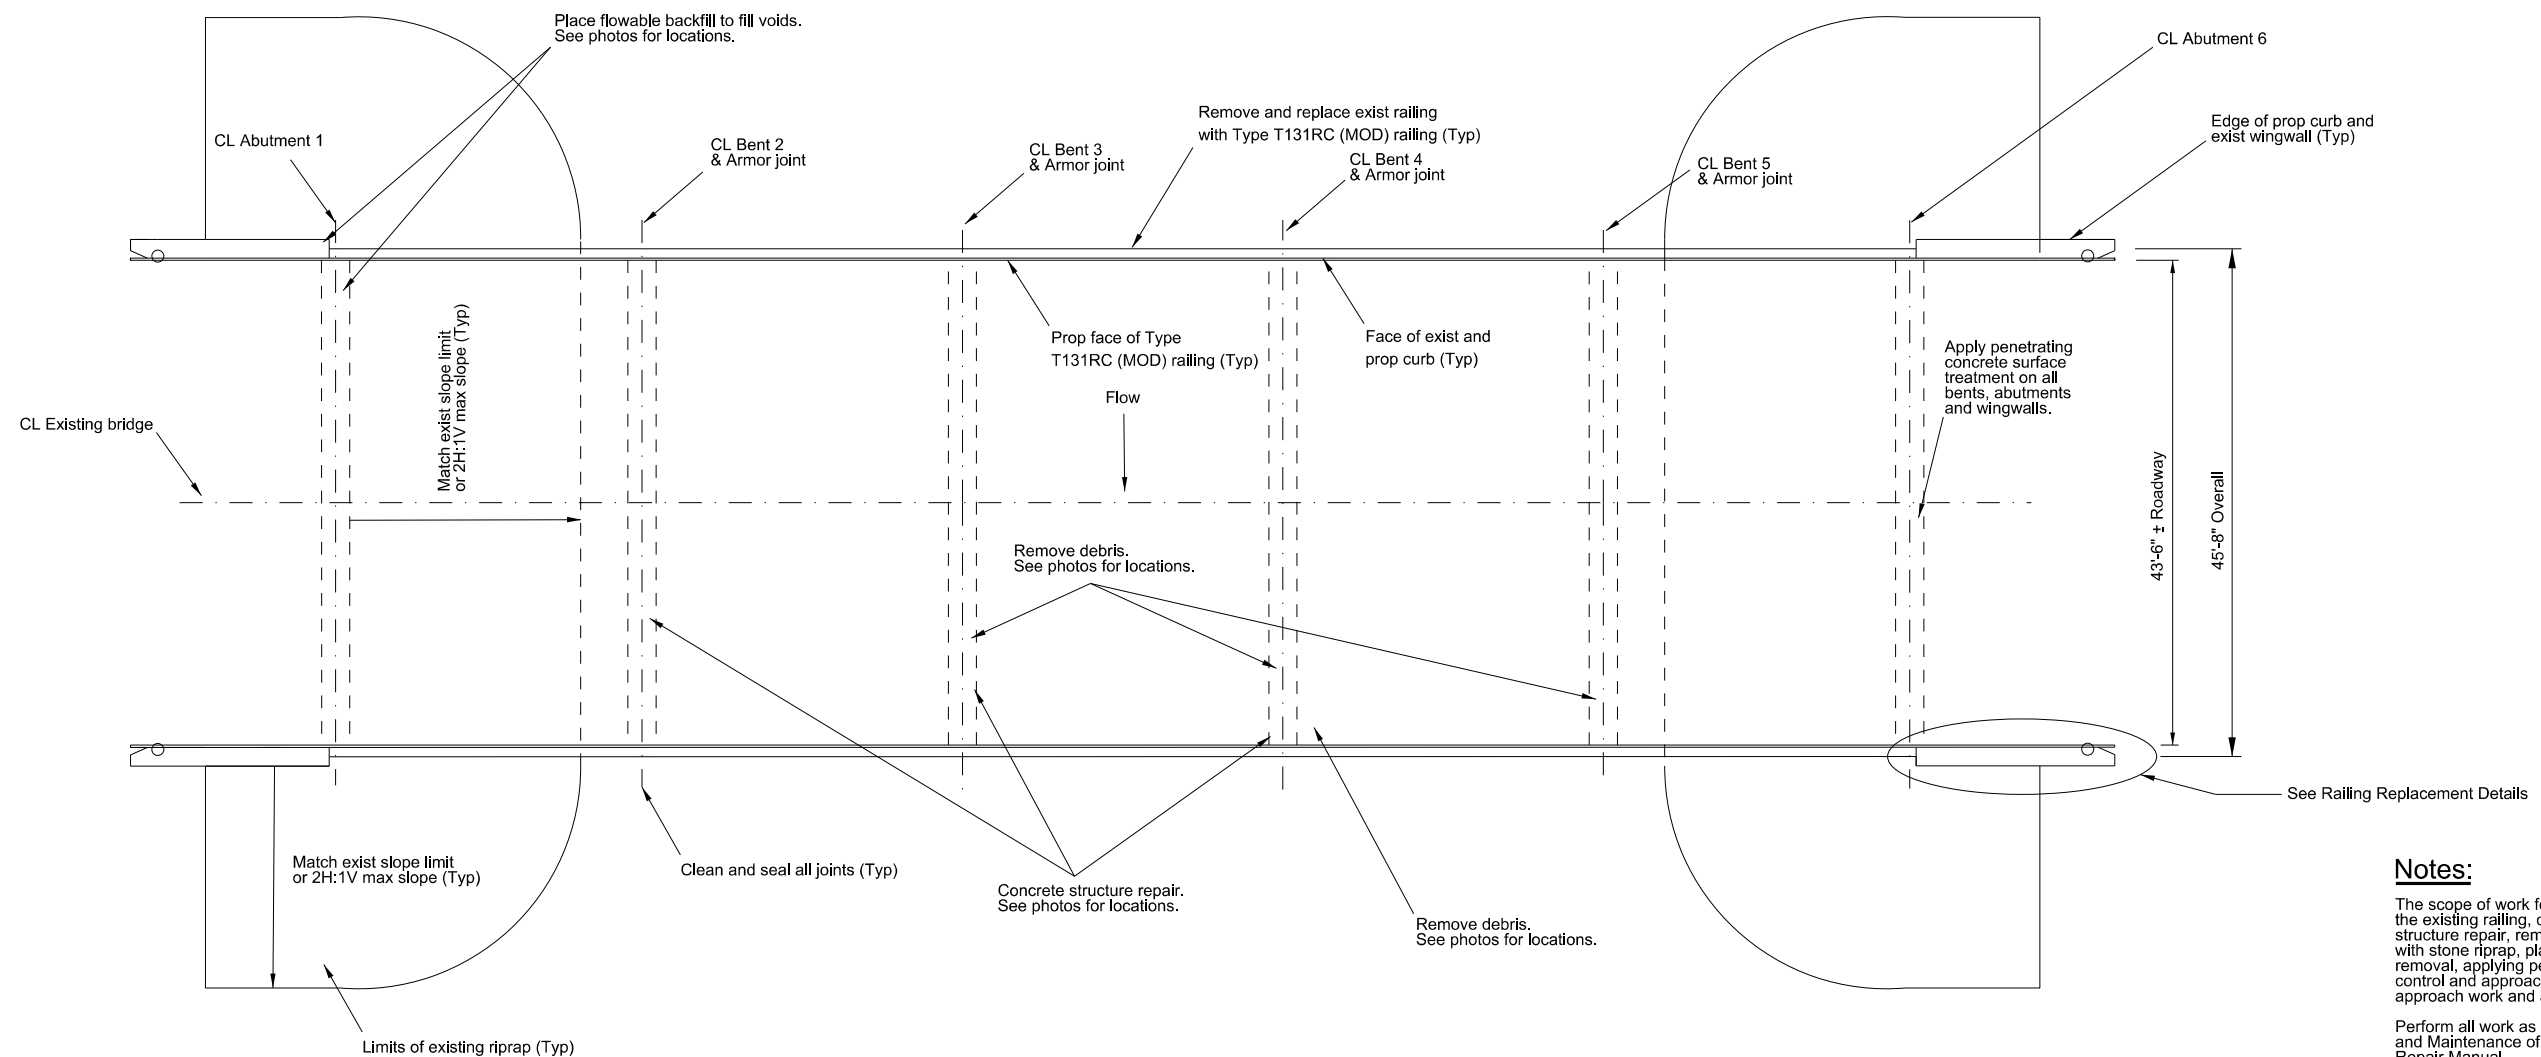 Place flowable backfill to fill voids.
See photos for locations.
CL Abutment 6
CL Abutment 1
CL Bent 2
& Armor joint
CL Bent 3
& Armor joint
Remove and replace exist railing
with Type T131RC (MOD) railing (Typ)
CL Bent 4
& Armor joint
CL Bent 5
& Armor joint
Edge of prop curb and
exist wingwall (Typ)
Match exist slope limit
or 2H:1V max slope (Typ)
Prop face of Type
T131RC (MOD) railing (Typ)
Face of exist and
prop curb (Typ)
Apply penetrating
concrete surface
treatment on all
bents, abutments
and wingwalls.
Flow
CL Existing bridge
43'-6" ± Roadway
45'-8" Overall
Remove debris.
See photos for locations.
See Railing Replacement Details
Match exist slope limit
or 2H:1V max slope (Typ)
Clean and seal all joints (Typ)
Concrete structure repair.
See photos for locations.
Remove debris.
See photos for locations.
Limits of existing riprap (Typ)
Notes:
The scope of work
the existing railing,
structure repair,
with stone riprap,
removal, applying
control and
approach work and
Perform all work as
and Maintenance of
Repair Manual